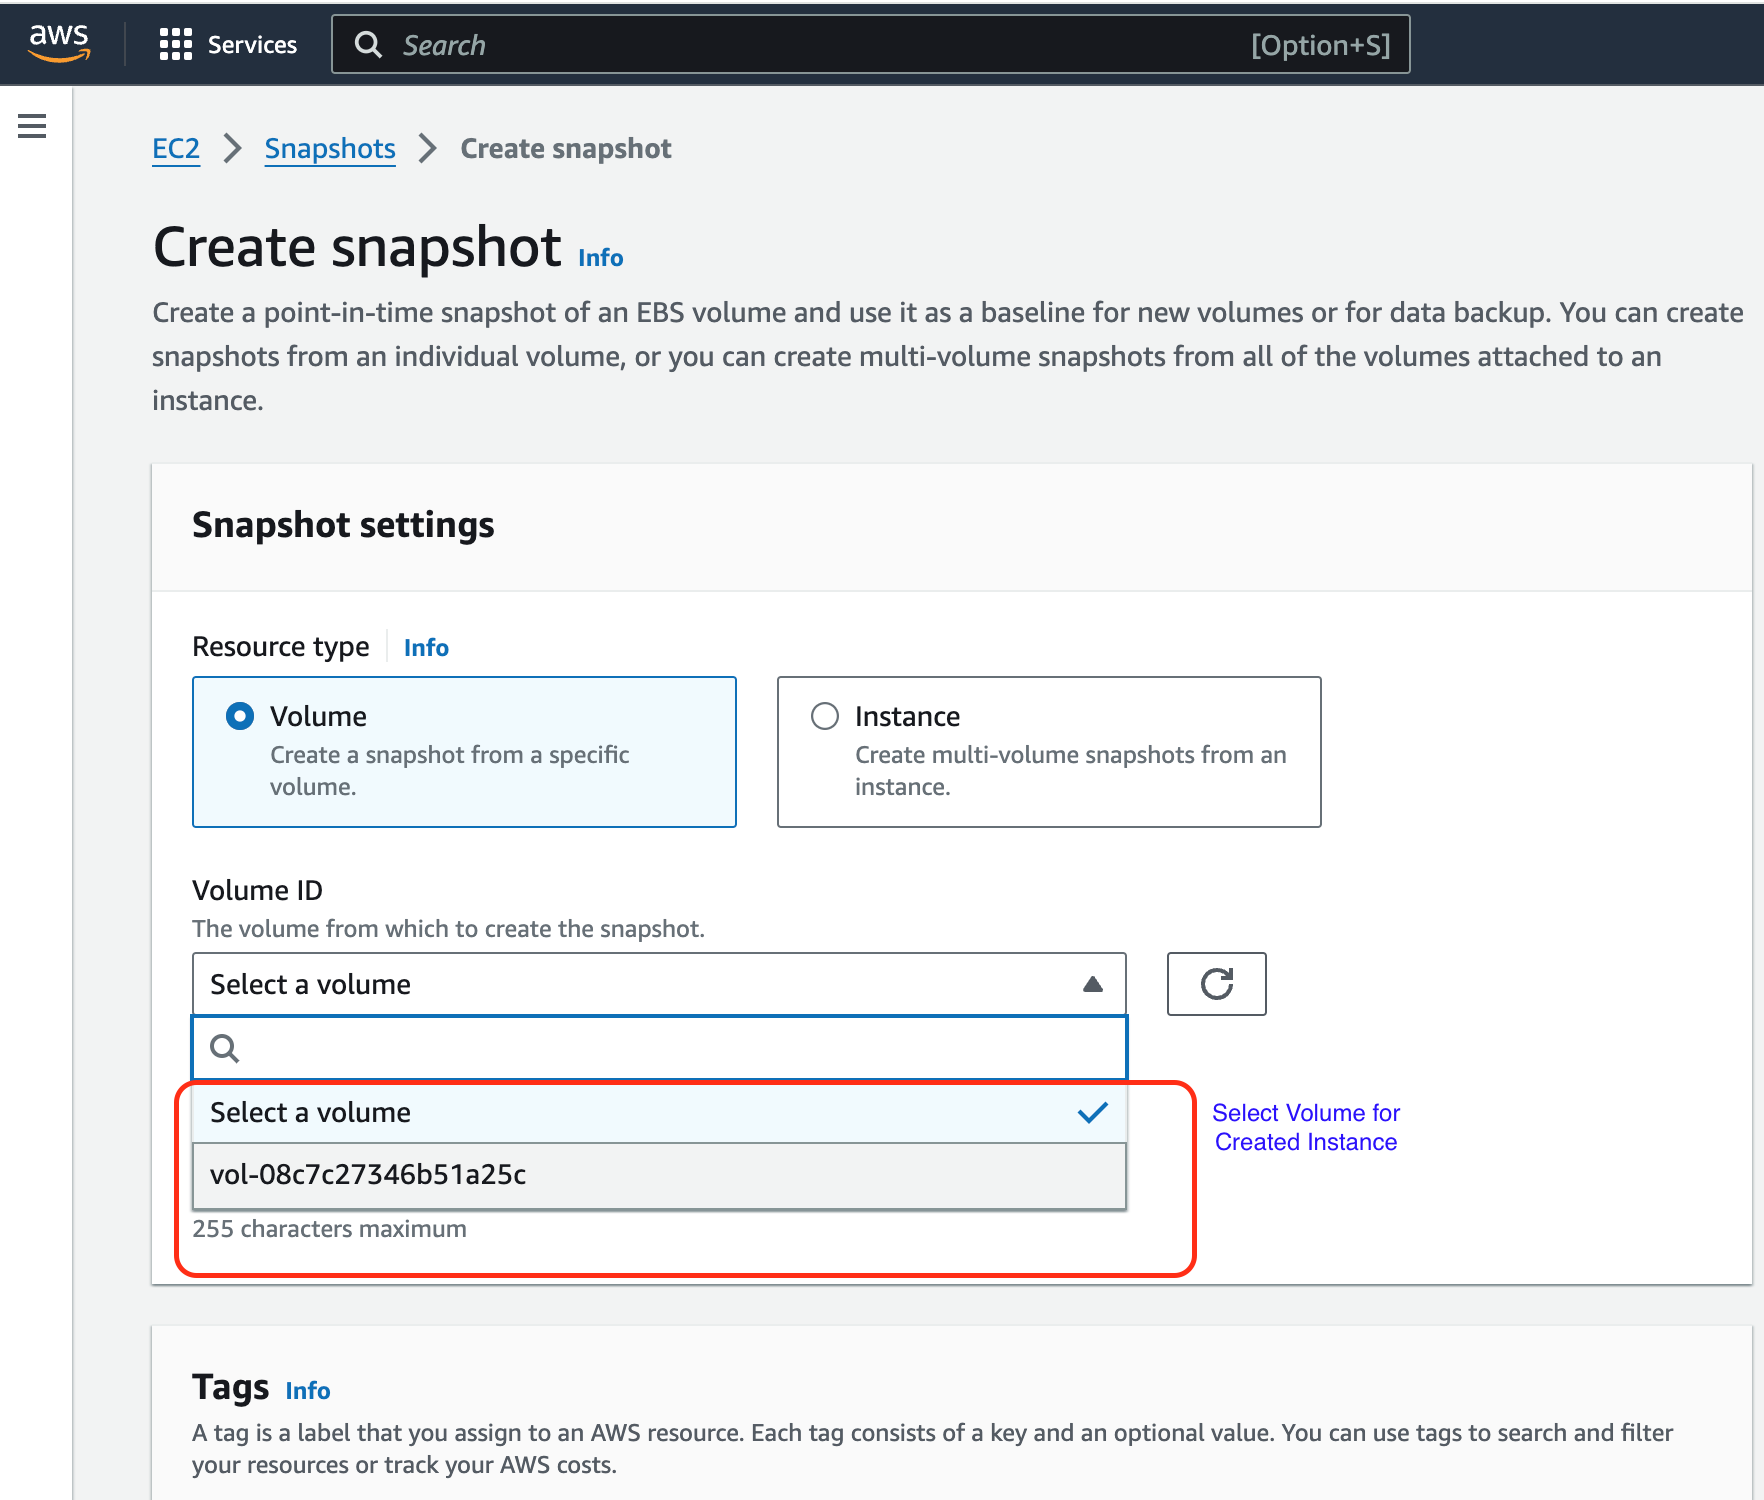 aws
Services
Search
[Option+S]
EC2
Snapshots
Create snapshot
Create snapshot Info
Create a point-in-time snapshot of an EBS volume and use it as a baseline for new volumes or for data backup. You can create
snapshots from an individual volume, or you can create multi-volume snapshots from all of the volumes attached to an
instance.
Snapshot settings
Resource type Info
Volume
Create a snapshot from a specific
volume.
Instance
Create multi-volume snapshots from an
instance.
Volume ID
The volume from which to create the snapshot.
Select a volume
Select a volume
vol-08c7c27346b51a25c
255 characters maximum
Select Volume for
Created Instance
Tags Info
A tag is a label that you assign to an AWS resource. Each tag consists of a key and an optional value. You can use tags to search and filter
your resources or track your AWS costs.